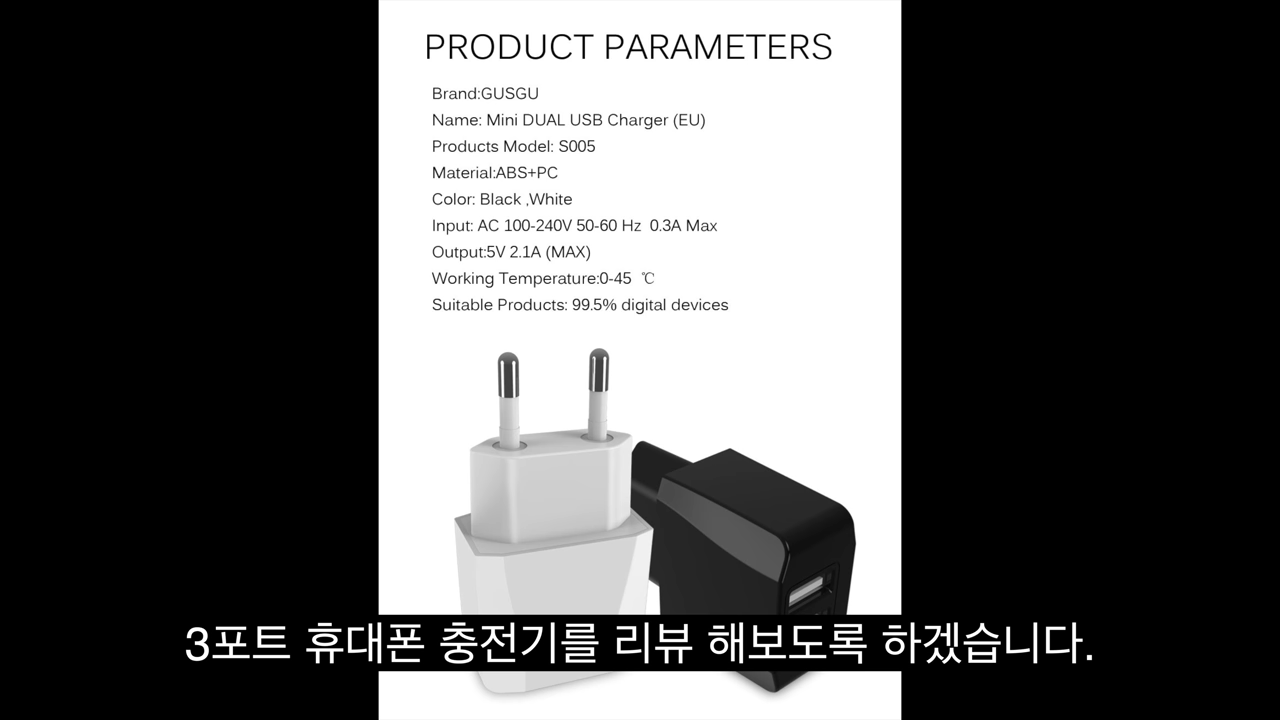 PRODUCT PARAMETERS
Brand:GUSGU
Name: Mini DUAL USB Charger (EU)
Products Model: S005
Material:ABS+PC
Color: Black ,White
Input: AC 100-240V 50-60 Hz 0.3A Max
Output:5V 2.1A (MAX)
Working Temperature:0-45 ℃
Suitable Products: 99.5% digital devices
3포트 휴대폰 충전기를 리뷰 해보도록 하겠습니다.